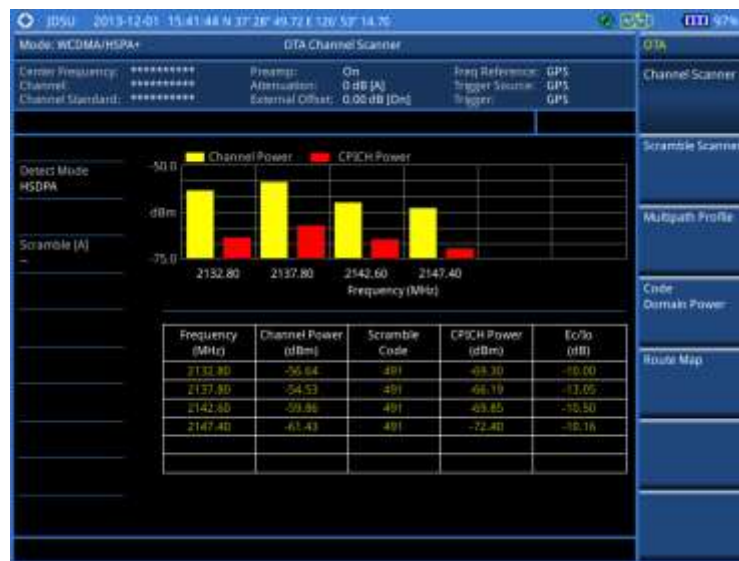 JDSU 2013-12-01 15:41:44 N 37° 28' 49.72 E 126° 53' 14.76 97%
Mode: WCDMA/HSPA+ OTA Channel Scanner OTA
Center Frequency: ********** Preamp: On Freq Reference: GPS
Channel: ********** Attenuation: 0 dB [A] Trigger Source: GPS
Channel Standard: ********** External Offset: 0.00 dB [On] Trigger: GPS
Channel Scanner
Scramble Scanner
Multipath Profile
Code
Domain Power
Route Map
Detect Mode
HSDPA
Scramble [A]
--
Channel Power CPICH Power
-50.0
dBm
-75.0
2132.80 2137.80 2142.60 2147.40
Frequency (MHz)
Frequency (MHz) Channel Power (dBm) Scramble Code CPICH Power (dBm) Ec/Io (dB)
2132.80 -56.64 491 -69.30 -10.00
2137.80 -54.53 491 -66.19 -13.05
2142.60 -59.86 491 -69.85 -10.50
2147.40 -61.43 491 -72.40 -10.16